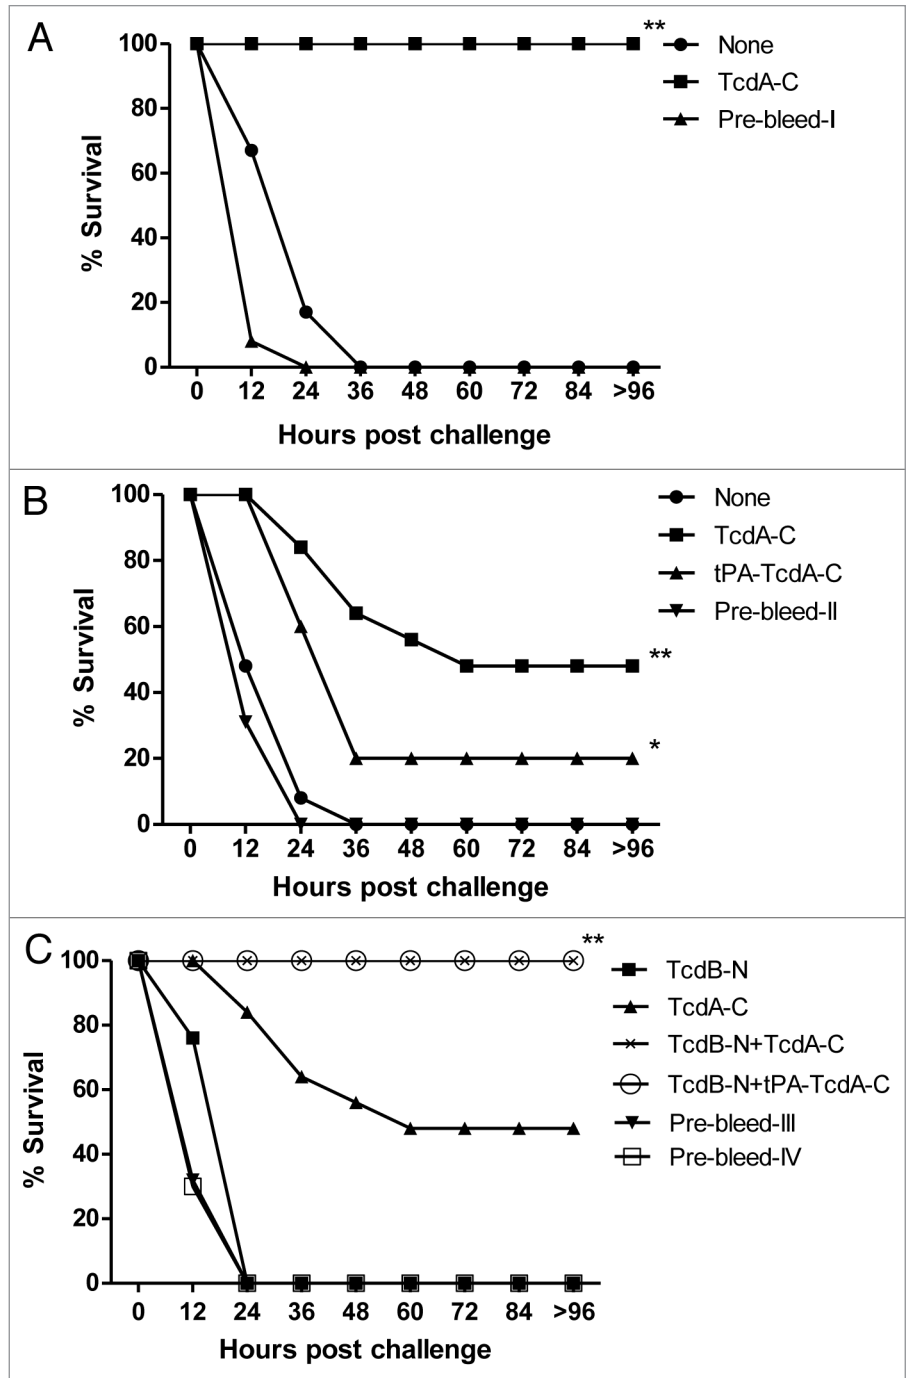 A
**
None
TcdA-C
Pre-bleed-I
100
80
60
40
20
0
% Survival
0 12 24 36 48 60 72 84 >96
Hours post challenge
B
None
TcdA-C
tPA-TcdA-C
Pre-bleed-II
100
80
60
40
20
0
% Survival
**
*
0 12 24 36 48 60 72 84 >96
Hours post challenge
C
**
TcdB-N
TcdA-C
TcdB-N+TcdA-C
TcdB-N+tPA-TcdA-C
Pre-bleed-III
Pre-bleed-IV
100
80
60
40
20
0
% Survival
0 12 24 36 48 60 72 84 >96
Hours post challenge